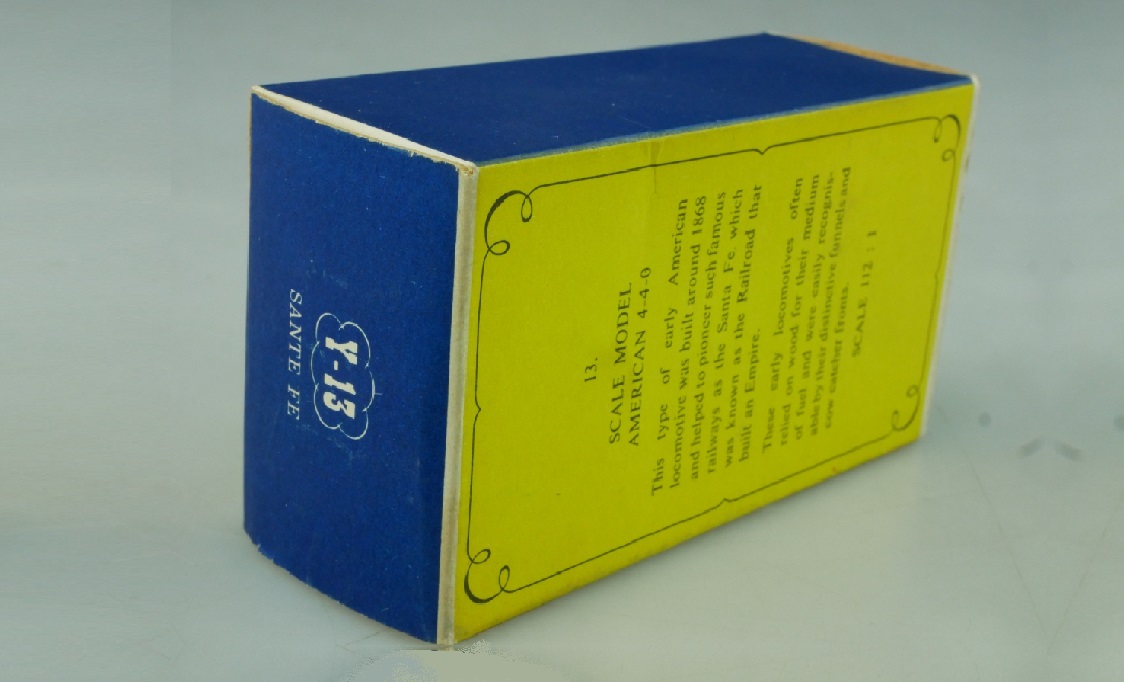 Y-13
SANTE FE
13.
SCALE MODEL
AMERICAN 4-4-0
This type of early American
locomotive was built around 1868
and helped to pioneer such famous
railways as the Santa Fe, which
was known as the Railroad that
built an Empire.
These early locomotives often
relied on wood for their medium
of fuel and were easily recognis-
able by their distinctive funnels and
cow catcher fronts.
SCALE 112 : 1